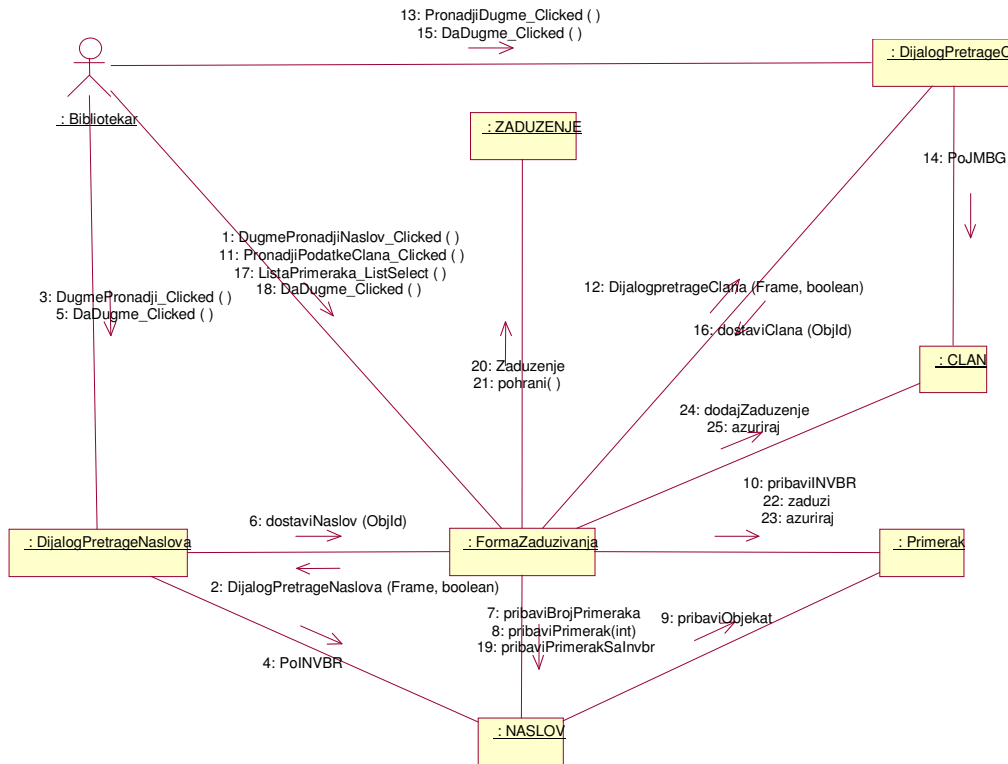 13: PronadjiDugme_Clicked ( )
15: DaDugme_Clicked ( )
: DijalogPretrageC
: Bibliotekar
: ZADUZENJE
14: PoJMBG
1: DugmePronadjiNaslov_Clicked ( )
11: PronadjiPodatkeClana_Clicked ( )
17: ListaPrimeraka_ListSelect ( )
18: DaDugme_Clicked ( )
3: DugmePronadji_Clicked ( )
5: DaDugme_Clicked ( )
12: DijalogpretrageClana (Frame, boolean)
16: dostaviClana (ObjId)
20: Zaduzenje
21: pohrani( )
: CLAN
24: dodajZaduzenje
25: azuriraj
10: pribaviINVBR
22: zaduzi
23: azuriraj
6: dostaviNaslov (ObjId)
: DijalogPretrageNaslova
: FormaZaduzivanja
: Primerak
2: DijalogPretrageNaslova (Frame, boolean)
7: pribaviBrojPrimeraka
8: pribaviPrimerak(int)
19: pribaviPrimerakSaInvbr
9: pribaviObjekat
4: PoINVBR
: NASLOV